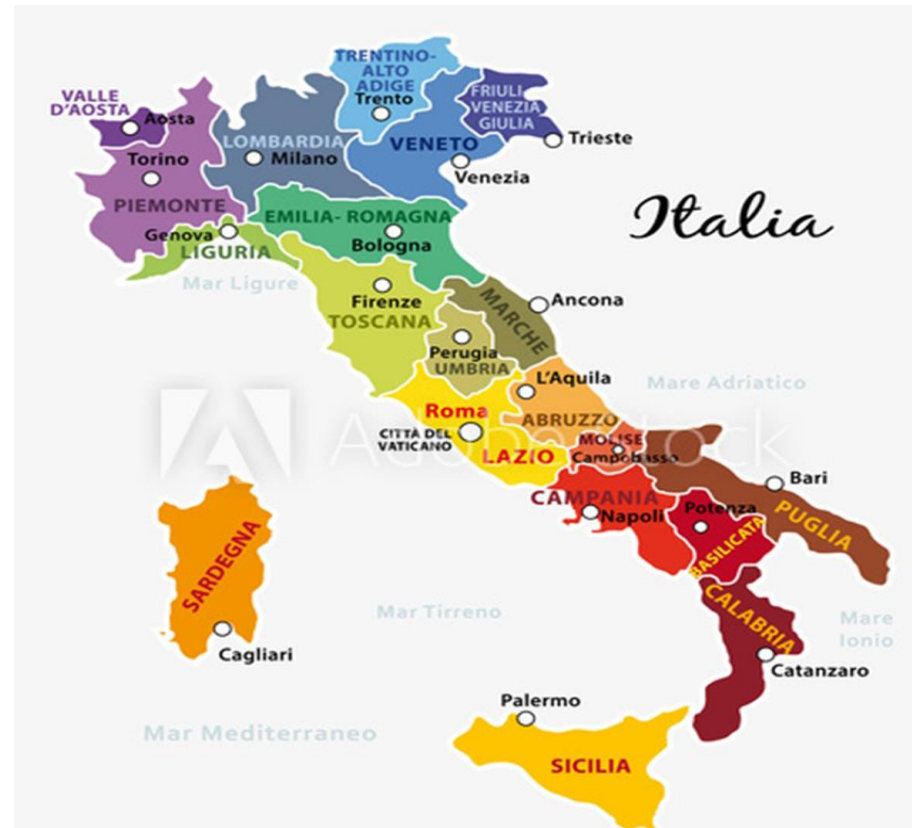 TRENTINO-
ALTO
ADIGE
Trento
VALLE
D'AOSTA
Aosta
FRIULI
VENEZIA
GIULIA
Trieste
LOMBARDIA
Milano
VENETO
Venezia
Torino
PIEMONTE
Italia
EMILIA- ROMAGNA
Bologna
Genova
LIGURIA
Mar Ligure
Firenze
TOSCANA
MARCHE
Ancona
Perugia
UMBRIA
L'Aquila
Mare Adriatico
ABRUZZO
Roma
CITTÀ DEL
VATICANO
LAZIO
MOLISE
Campobasso
Adobe Stock
CAMPANIA
Napoli
Bari
PUGLIA
Potenza
BASILICATA
SARDEGNA
Cagliari
CALABRIA
Catanzaro
Mar Tirreno
Mare
Ionio
Palermo
SICILIA
Mar Mediterraneo